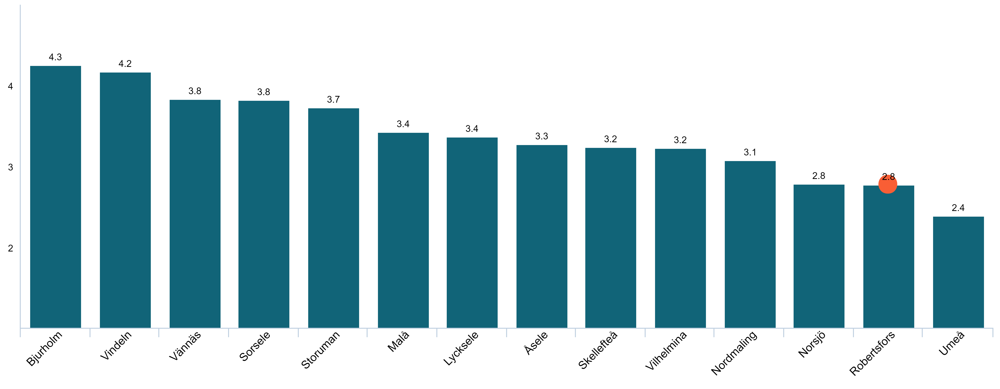 4.3
4.2
3.8
3.8
3.7
3.4
3.4
3.3
3.2
3.2
3.1
2.8
2.8
2.4
4
3
2
Bjurholm
Vindeln
Vännäs
Sorsele
Storuman
Malå
Lycksele
Åsele
Skellefteå
Vilhelmina
Nordmaling
Norsjö
Robertsfors
Umeå